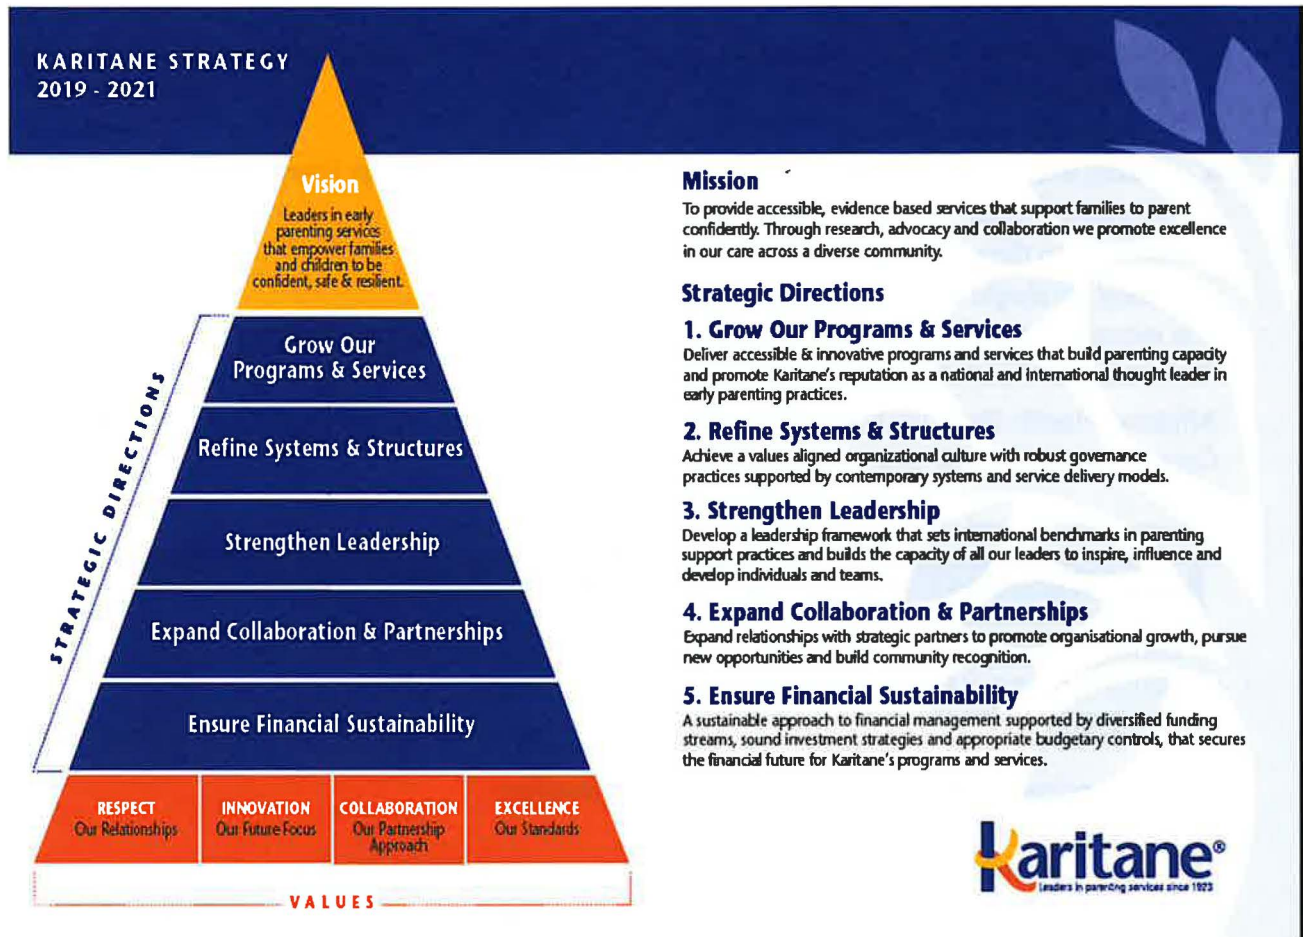 KARITANE STRATEGY
2019 - 2021
Vision
Leaders in early
parenting services
that empower families
and children to be
confident, safe & resilient.
STRATEGIC DIRECTIONS
Grow Our
Programs & Services
Refine Systems & Structures
Strengthen Leadership
Expand Collaboration & Partnerships
Ensure Financial Sustainability
RESPECT
Our Relationships
INNOVATION
Our Future Focus
COLLABORATION
Our Partnership
Approach
EXCELLENCE
Our Standards
VALUES
Mission
To provide accessible, evidence based services that support families to parent
confidently. Through research, advocacy and collaboration we promote excellence
in our care across a diverse community.
Strategic Directions
1. Grow Our Programs & Services
Deliver accessible & innovative programs and services that build parenting capacity
and promote Karitane's reputation as a national and international thought leader in
early parenting practices.
2. Refine Systems & Structures
Achieve a values aligned organizational culture with robust governance
practices supported by contemporary systems and service delivery models.
3. Strengthen Leadership
Develop a leadership framework that sets international benchmarks in parenting
support practices and builds the capacity of all our leaders to inspire, influence and
develop individuals and teams.
4. Expand Collaboration & Partnerships
Expand relationships with strategic partners to promote organisational growth, pursue
new opportunities and build community recognition.
5. Ensure Financial Sustainability
A sustainable approach to financial management supported by diversified funding
streams, sound investment strategies and appropriate budgetary controls, that secures
the financial future for Karitane's programs and services.
Karitane®
Leaders in parenting services since 1923